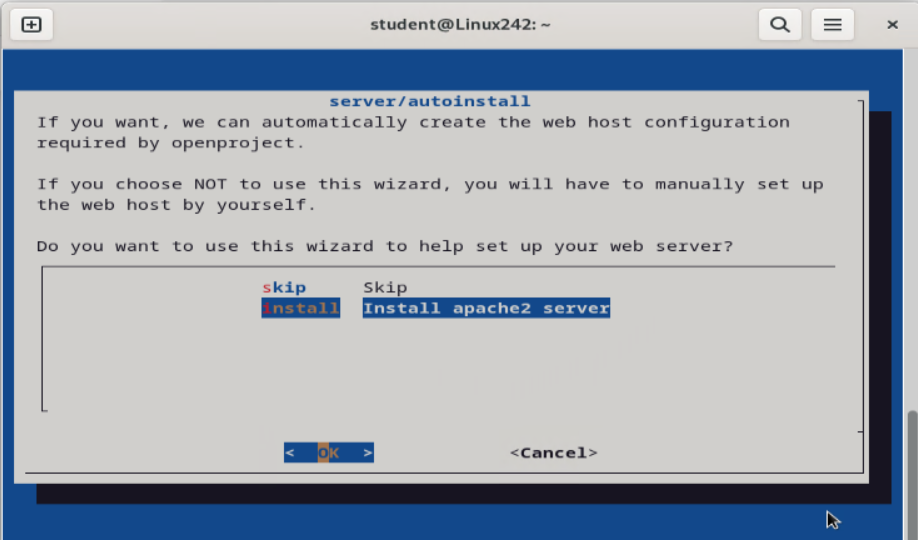 student@Linux242: ~
server/autoinstall
If you want, we can automatically create the web host configuration
required by openproject.
If you choose NOT to use this wizard, you will have to manually set up
the web host by yourself.
Do you want to use this wizard to help set up your web server?
skip Skip
install Install apache2 server
< OK > <Cancel>